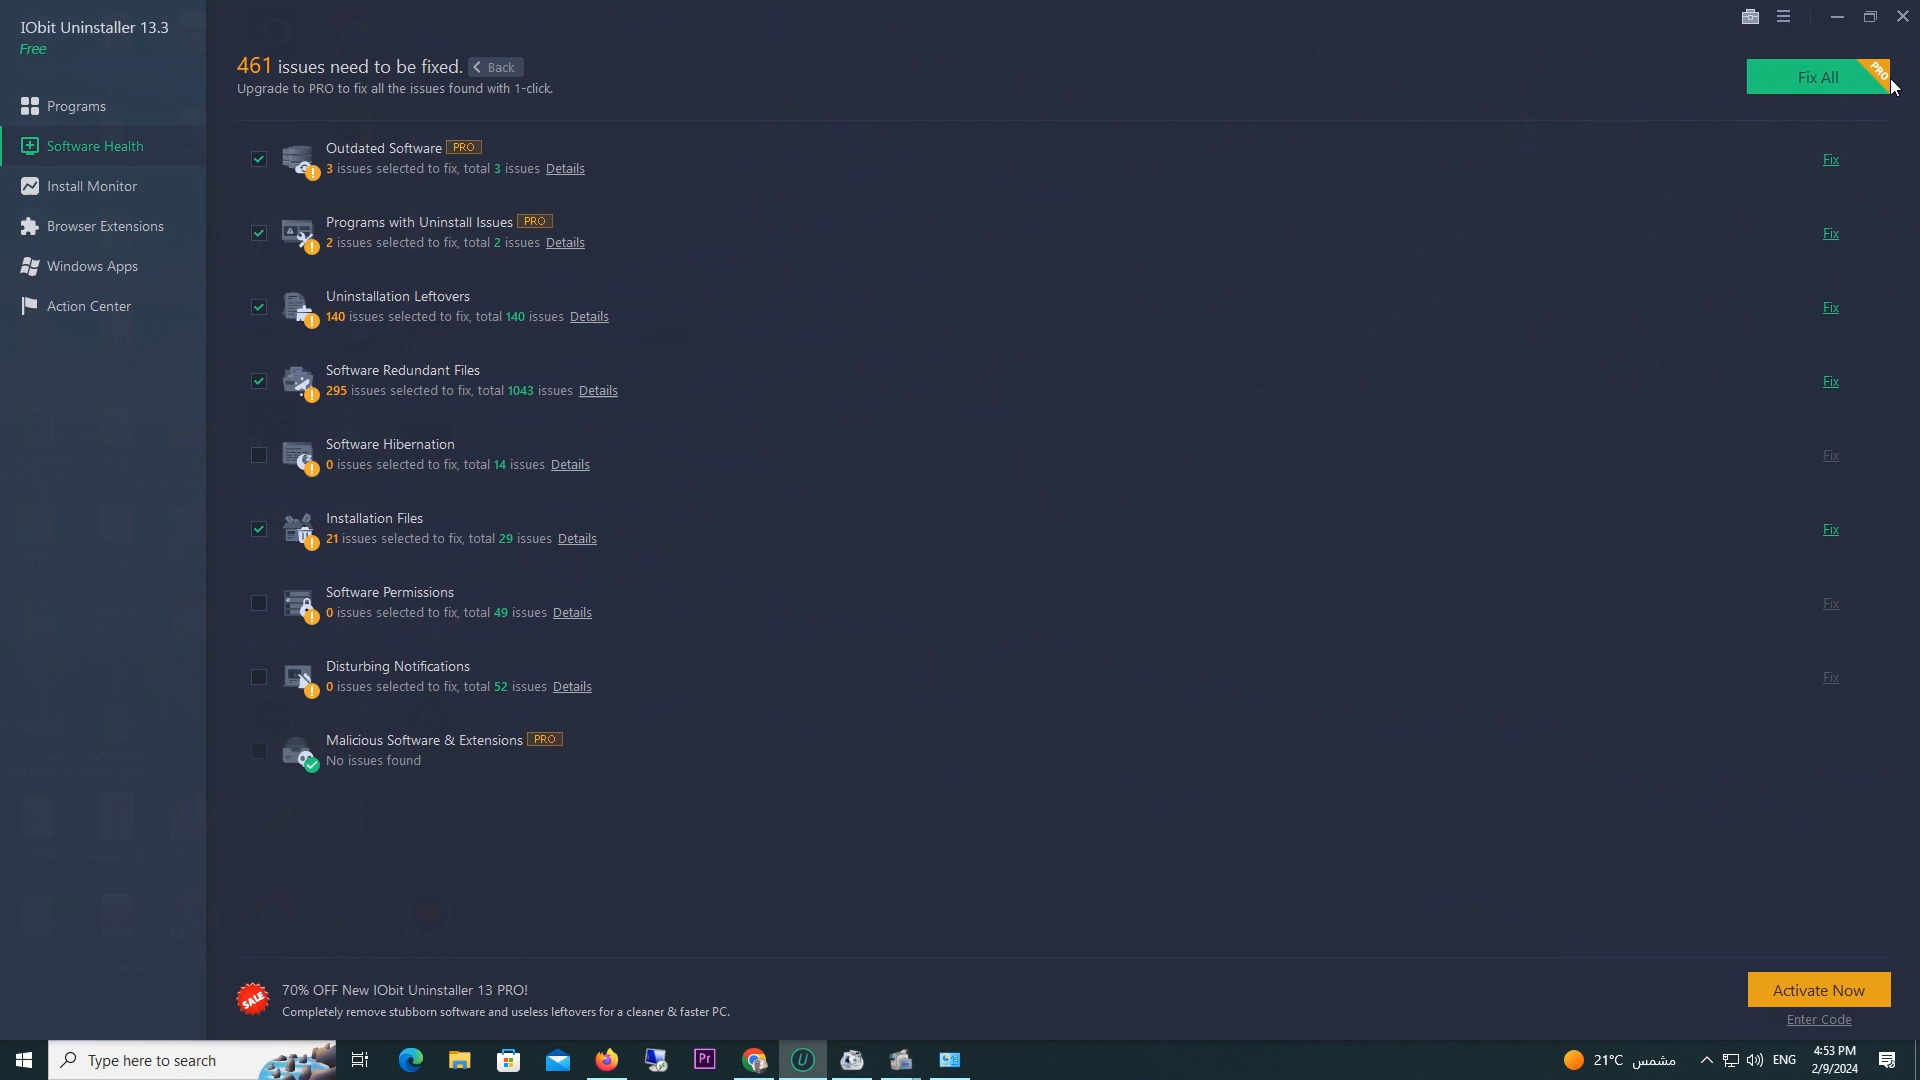 IObit Uninstaller 13.3
Free
Programs
Software Health
Install Monitor
Browser Extensions
Windows Apps
Action Center
461 issues need to be fixed. Back
Upgrade to PRO to fix all the issues found with 1-click.
Fix All PRO
Outdated Software PRO
3 issues selected to fix, total 3 issues Details
Fix
Programs with Uninstall Issues PRO
2 issues selected to fix, total 2 issues Details
Fix
Uninstallation Leftovers
140 issues selected to fix, total 140 issues Details
Fix
Software Redundant Files
295 issues selected to fix, total 1043 issues Details
Fix
Software Hibernation
0 issues selected to fix, total 14 issues Details
Fix
Installation Files
21 issues selected to fix, total 29 issues Details
Fix
Software Permissions
0 issues selected to fix, total 49 issues Details
Fix
Disturbing Notifications
0 issues selected to fix, total 52 issues Details
Fix
Malicious Software & Extensions PRO
No issues found
SALE
70% OFF New IObit Uninstaller 13 PRO!
Completely remove stubborn software and useless leftovers for a cleaner & faster PC.
Activate Now
Enter Code
Type here to search
Pr
U
21°C مشمس
ENG
4:53 PM
2/9/2024